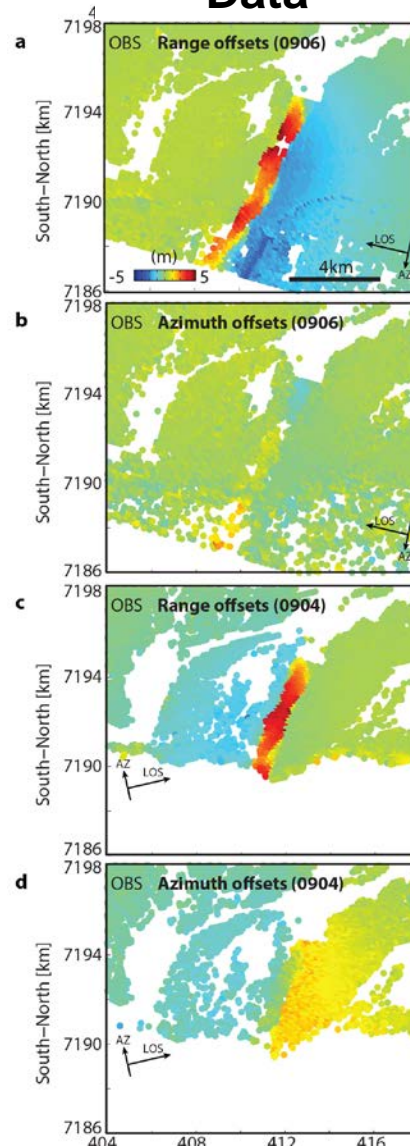 Data
a
OBS Range offsets (0906)
7198
7194
7190
7186
South-North [km]
(m)
-5 5
4km
LOS
AZ
b
OBS Azimuth offsets (0906)
7198
7194
7190
7186
South-North [km]
LOS
AZ
c
OBS Range offsets (0904)
7198
7194
7190
7186
South-North [km]
AZ
LOS
d
OBS Azimuth offsets (0904)
7198
7194
7190
7186
South-North [km]
AZ
LOS
404 408 412 416